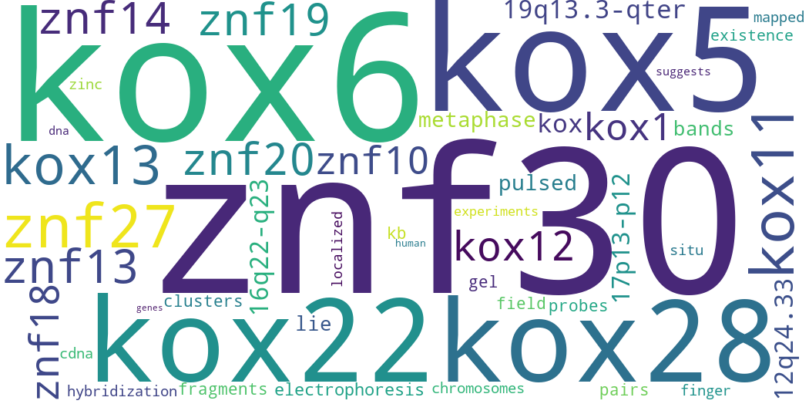 znf14
znf19
19q13.3-qter
mapped
kox6
kox5
existence
zinc
suggests
dna
metaphase
kox
kox1
bands
kox11
kox13
znf20
znf10
znf30
pulsed
znf27
16q22-q23
localized
kb
human
experiments
kox12
17p13-p12
situ
znf13
gel
znf18
genes
clusters
kox22
lie
kox28
field
probes
12q24.33
cdna
hybridization
fragments
electrophoresis
chromosomes
pairs
finger